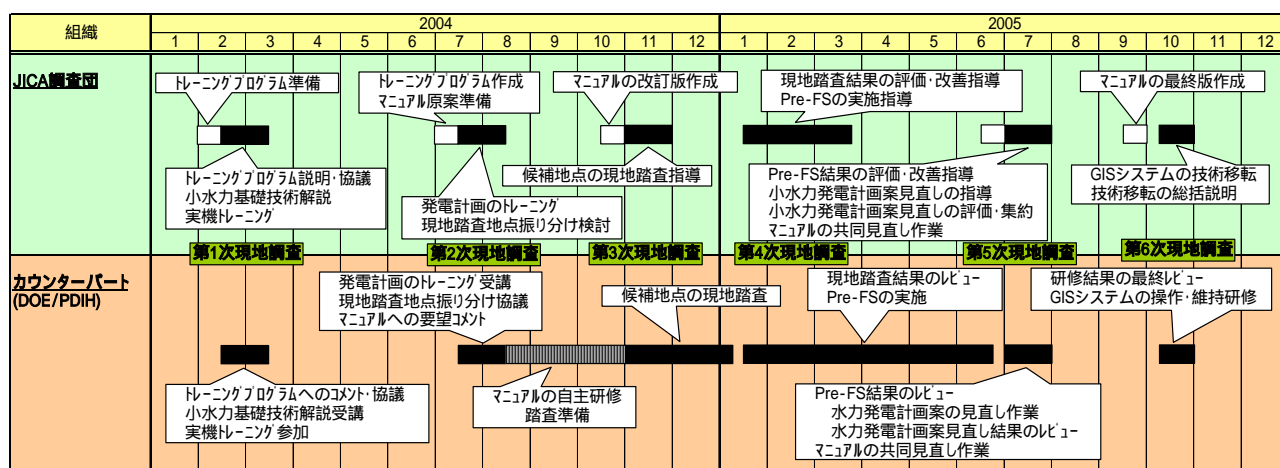 組織
2004
2005
1 2 3 4 5 6 7 8 9 10 11 12 1 2 3 4 5 6 7 8 9 10 11 12
JICA調査団
トレーニングプログラム準備
トレーニングプログラム作成
マニュアル原案準備
マニュアルの改訂版作成
現地踏査結果の評価・改善指導
Pre-FSの実施指導
マニュアルの最終版作成
トレーニングプログラム説明・協議
小水力基礎技術解説
実機トレーニング
発電計画のトレーニング
現地踏査地点振り分け検討
候補地点の現地踏査指導
Pre-FS結果の評価・改善指導
小水力発電計画案見直しの指導
小水力発電計画案見直しの評価・集約
マニュアルの共同見直し作業
GISシステムの技術移転
技術移転の総括説明
第1次現地調査
第2次現地調査
第3次現地調査
第4次現地調査
第5次現地調査
第6次現地調査
カウンターパート
(DOE/PDIH)
発電計画のトレーニング受講
現地踏査地点振り分け協議
マニュアルへの要望コメント
候補地点の現地踏査
現地踏査結果のレビュー
Pre-FSの実施
研修結果の最終レビュー
GISシステムの操作・維持研修
トレーニングプログラムへのコメント・協議
小水力基礎技術解説受講
実機トレーニング参加
マニュアルの自主研修
踏査準備
Pre-FS結果のレビュー
水力発電計画案の見直し作業
水力発電計画案見直し結果のレビュー
マニュアルの共同見直し作業